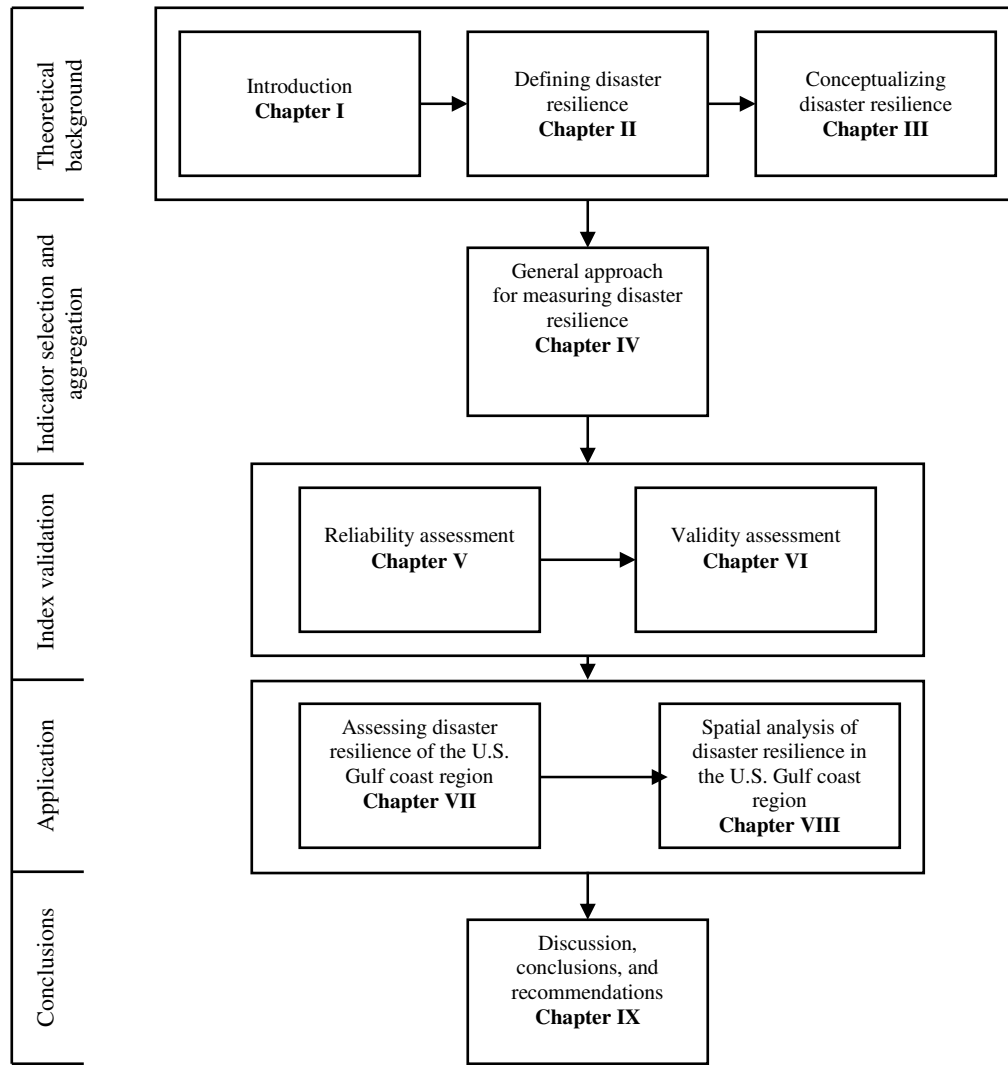 Theoretical
background
Introduction
Chapter I
Defining disaster
resilience
Chapter II
Conceptualizing
disaster resilience
Chapter III
Indicator selection and
aggregation
General approach
for measuring disaster
resilience
Chapter IV
Index validation
Reliability assessment
Chapter V
Validity assessment
Chapter VI
Application
Assessing disaster
resilience of the U.S.
Gulf coast region
Chapter VII
Spatial analysis of
disaster resilience in
the U.S. Gulf coast
region
Chapter VIII
Conclusions
Discussion,
conclusions, and
recommendations
Chapter IX